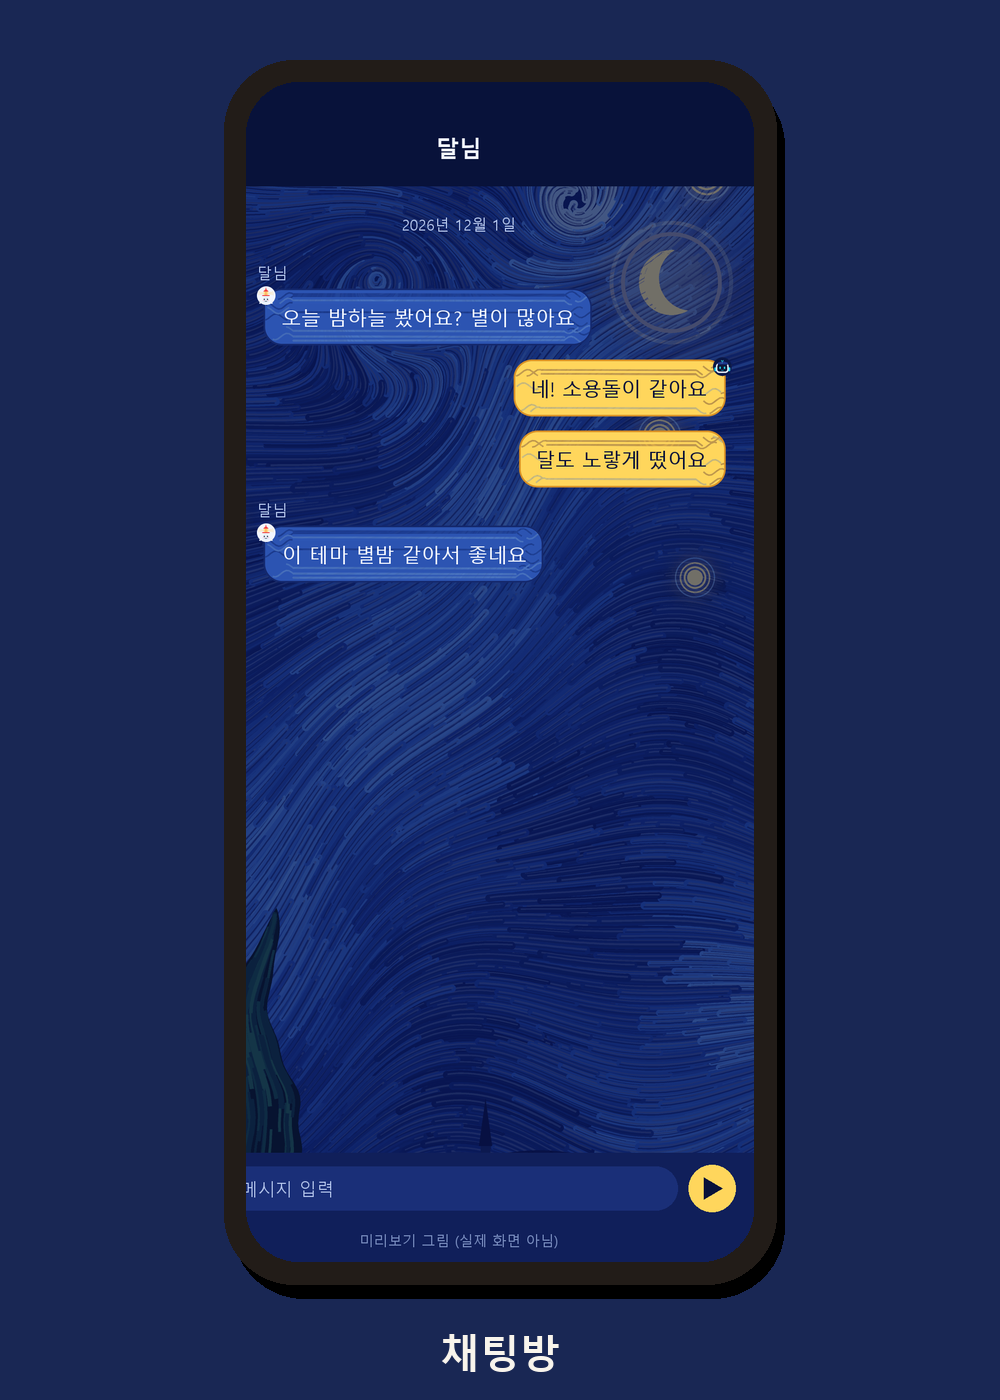 달님
2026년 12월 1일
달님
오늘 밤하늘 봤어요? 별이 많아요
네! 소용돌이 같아요
달도 노랗게 떴어요
달님
이 테마 별밤 같아서 좋네요
메시지 입력
미리보기 그림 (실제 화면 아님)
채팅방